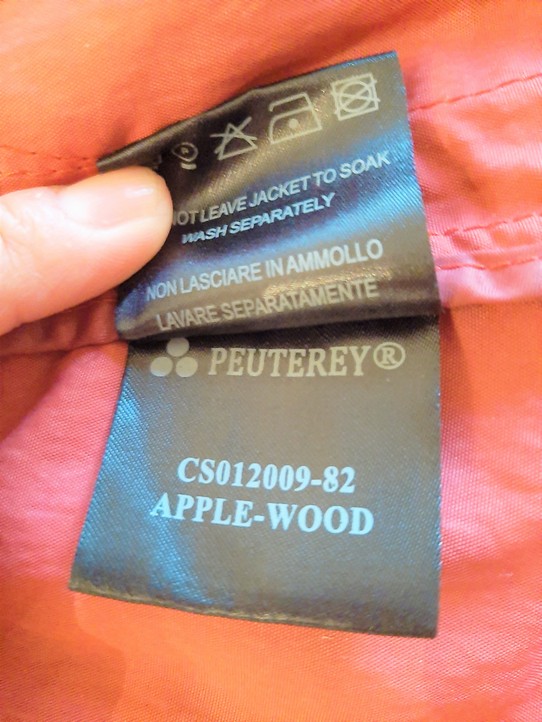 NOT LEAVE JACKET TO SOAK
WASH SEPARATELY
NON LASCIARE IN AMMOLLO
LAVARE SEPARATAMENTE
PEUTEREY®
CS012009-82
APPLE-WOOD